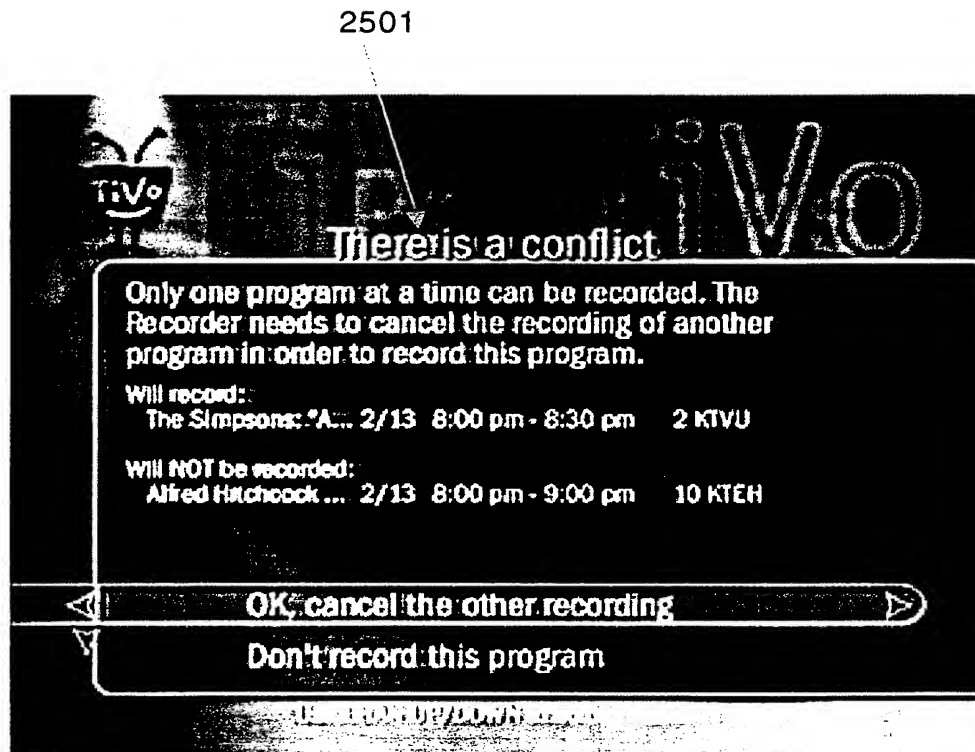 2501
TiVo
iVo
There is a conflict
Only one program at a time can be recorded. The
Recorder needs to cancel the recording of another
program in order to record this program.
Will record:
The Simpsons: "A... 2/13 8:00 pm - 8:30 pm 2 KTVU
Will NOT be recorded:
Alfred Hitchcock ... 2/13 8:00 pm - 9:00 pm 10 KTEH
OK, cancel the other recording
Don't record this program
UP/DOWN